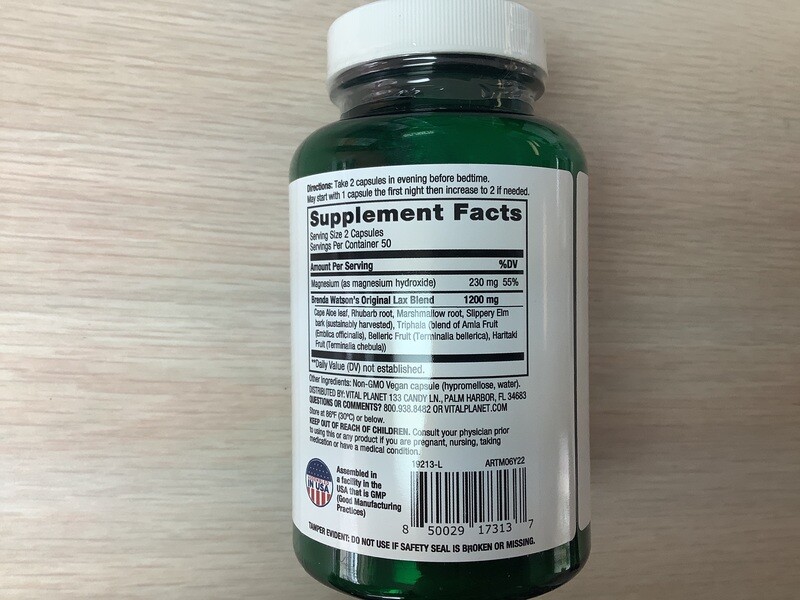 Directions: Take 2 capsules in evening before bedtime.
May start with 1 capsule the first night then increase to 2 if needed.
Supplement Facts
Serving Size 2 Capsules
Servings Per Container 50
Amount Per Serving %DV
Magnesium (as magnesium hydroxide) 230 mg 55%
Brenda Watson's Original Lax Blend 1200 mg
Cape Aloe leaf, Rhubarb root, Marshmallow root, Slippery Elm
bark (sustainably harvested), Triphala (blend of Amla Fruit
(Emblica officinalis), Belleric Fruit (Terminalia bellerica), Haritaki
Fruit (Terminalia chebula))
**Daily Value (DV) not established.
Other Ingredients: Non-GMO Vegan capsule (hypromellose, water).
DISTRIBUTED BY: VITAL PLANET 133 CANDY LN., PALM HARBOR, FL 34683
QUESTIONS OR COMMENTS? 800.938.8482 OR VITALPLANET.COM
Store at 86ºF (30ºC) or below.
KEEP OUT OF REACH OF CHILDREN. Consult your physician prior
to using this or any product if you are pregnant, nursing, taking
medication or have a medical condition.
19213-L ARTM06Y22
IN USA
Assembled in
a facility in the
USA that is GMP
(Good Manufacturing
Practices)
8 50029 17313 7
TAMPER EVIDENT: DO NOT USE IF SAFETY SEAL IS BROKEN OR MISSING.